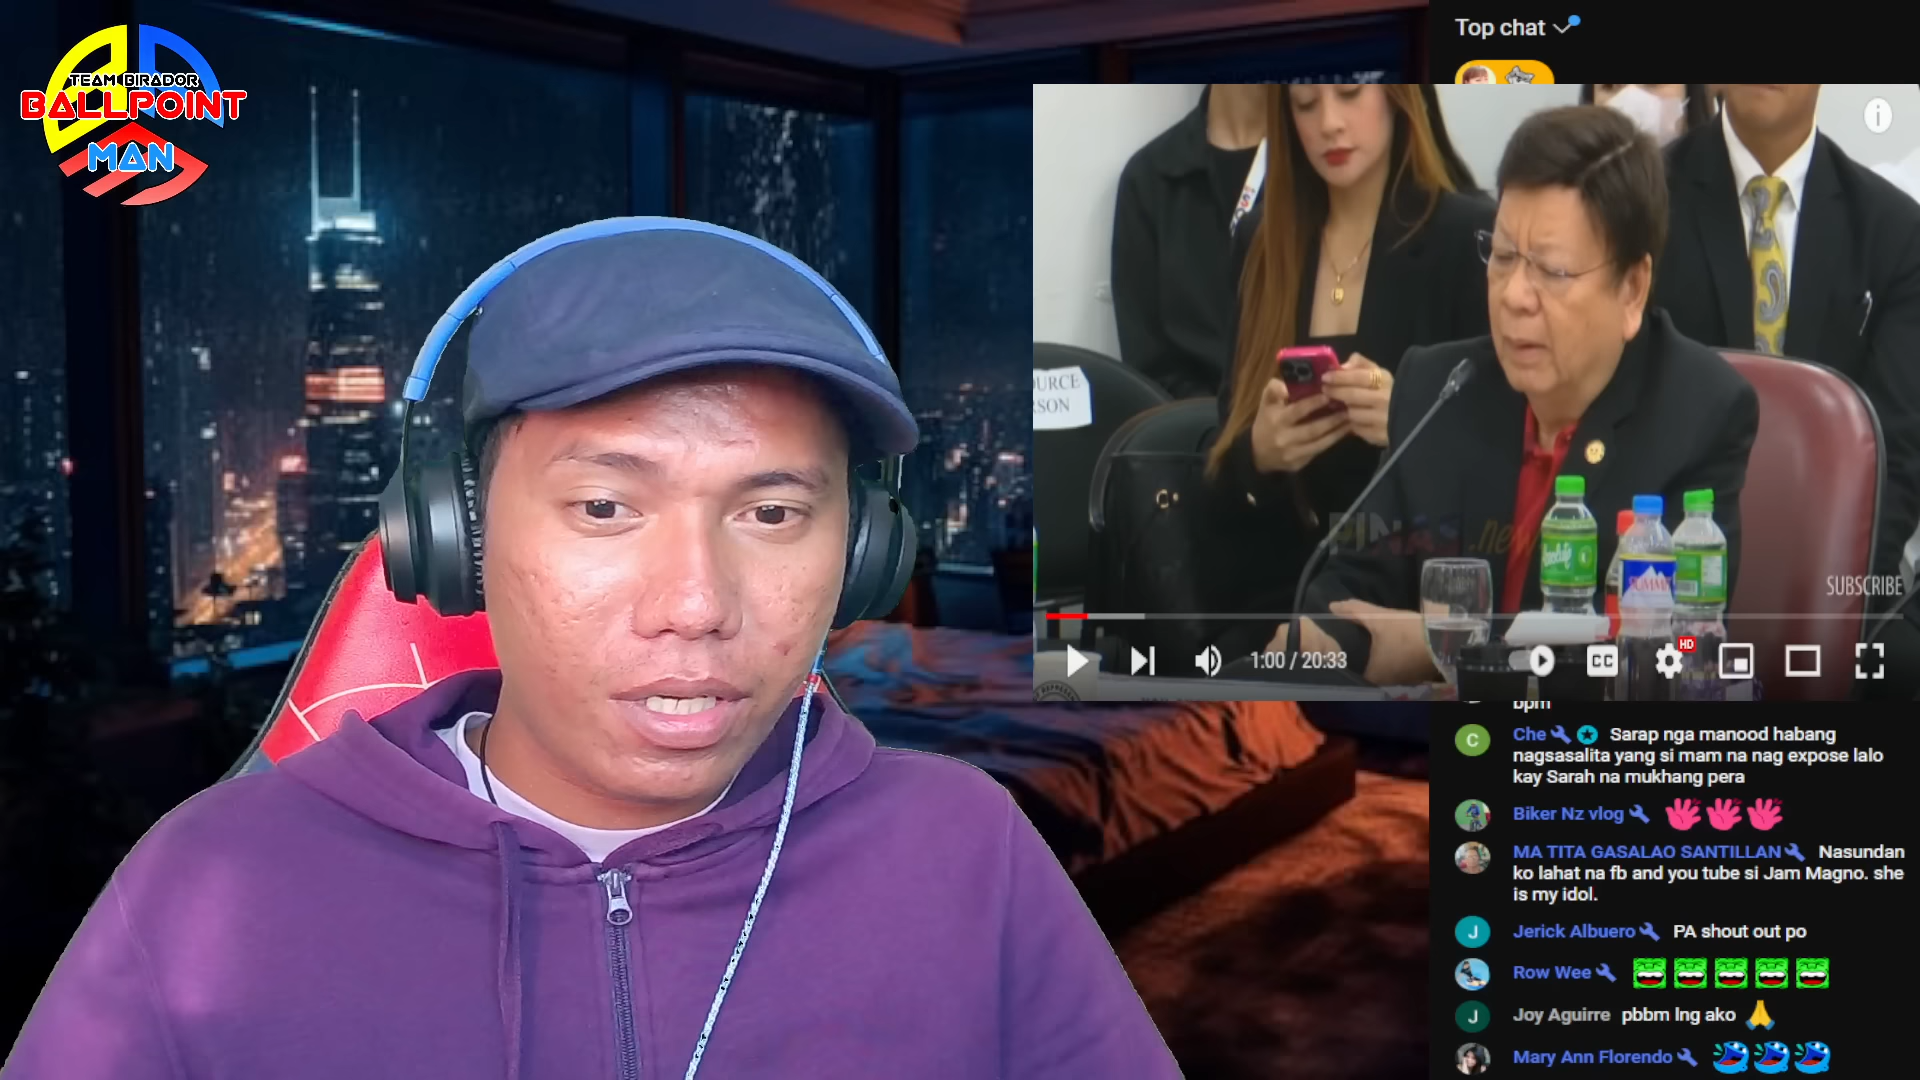 TEAM BIRADOR
BALLPOINT
MAN
Top chat
SUBSCRIBE
HD
1:00 / 20:33
CC
bpm
C Che Sarap nga manood habang
nagsasalita yang si mam na nag expose lalo
kay Sarah na mukhang pera
Biker Nz vlog
MA TITA GASALAO SANTILLAN Nasundan
ko lahat na fb and you tube si Jam Magno. she
is my idol.
J Jerick Albuero PA shout out po
Row Wee
J Joy Aguirre pbbm lng ako
Mary Ann Florendo